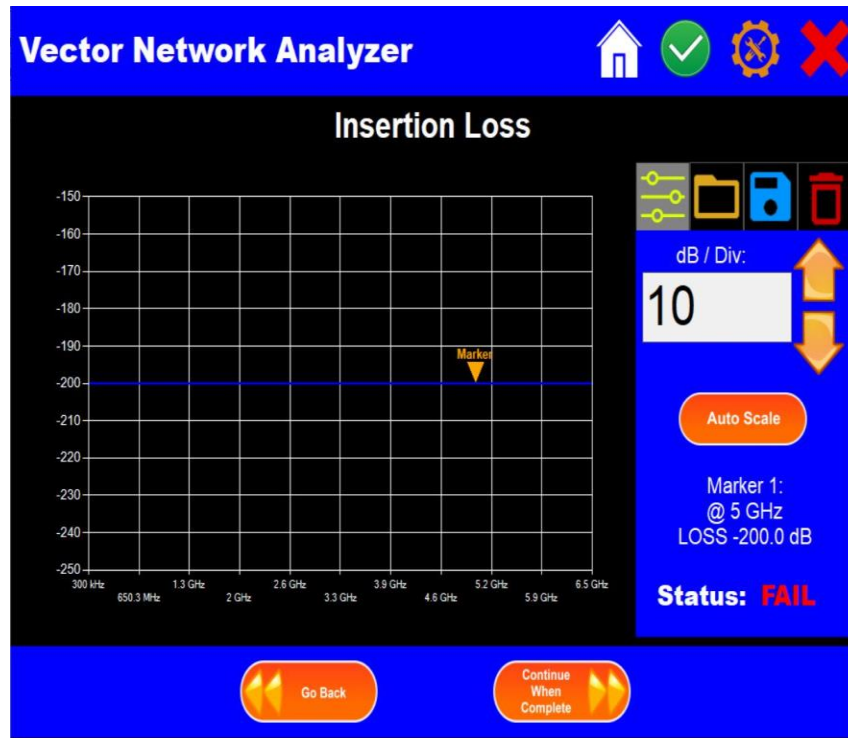 Vector Network Analyzer
Insertion Loss
-150
-160
-170
-180
-190
-200
-210
-220
-230
-240
-250
Marker
300 kHz
650.3 MHz
1.3 GHz
2 GHz
2.6 GHz
3.3 GHz
3.9 GHz
4.6 GHz
5.2 GHz
5.9 GHz
6.5 GHz
dB / Div:
10
Auto Scale
Marker 1:
@ 5 GHz
LOSS -200.0 dB
Status: FAIL
Go Back
Continue
When
Complete